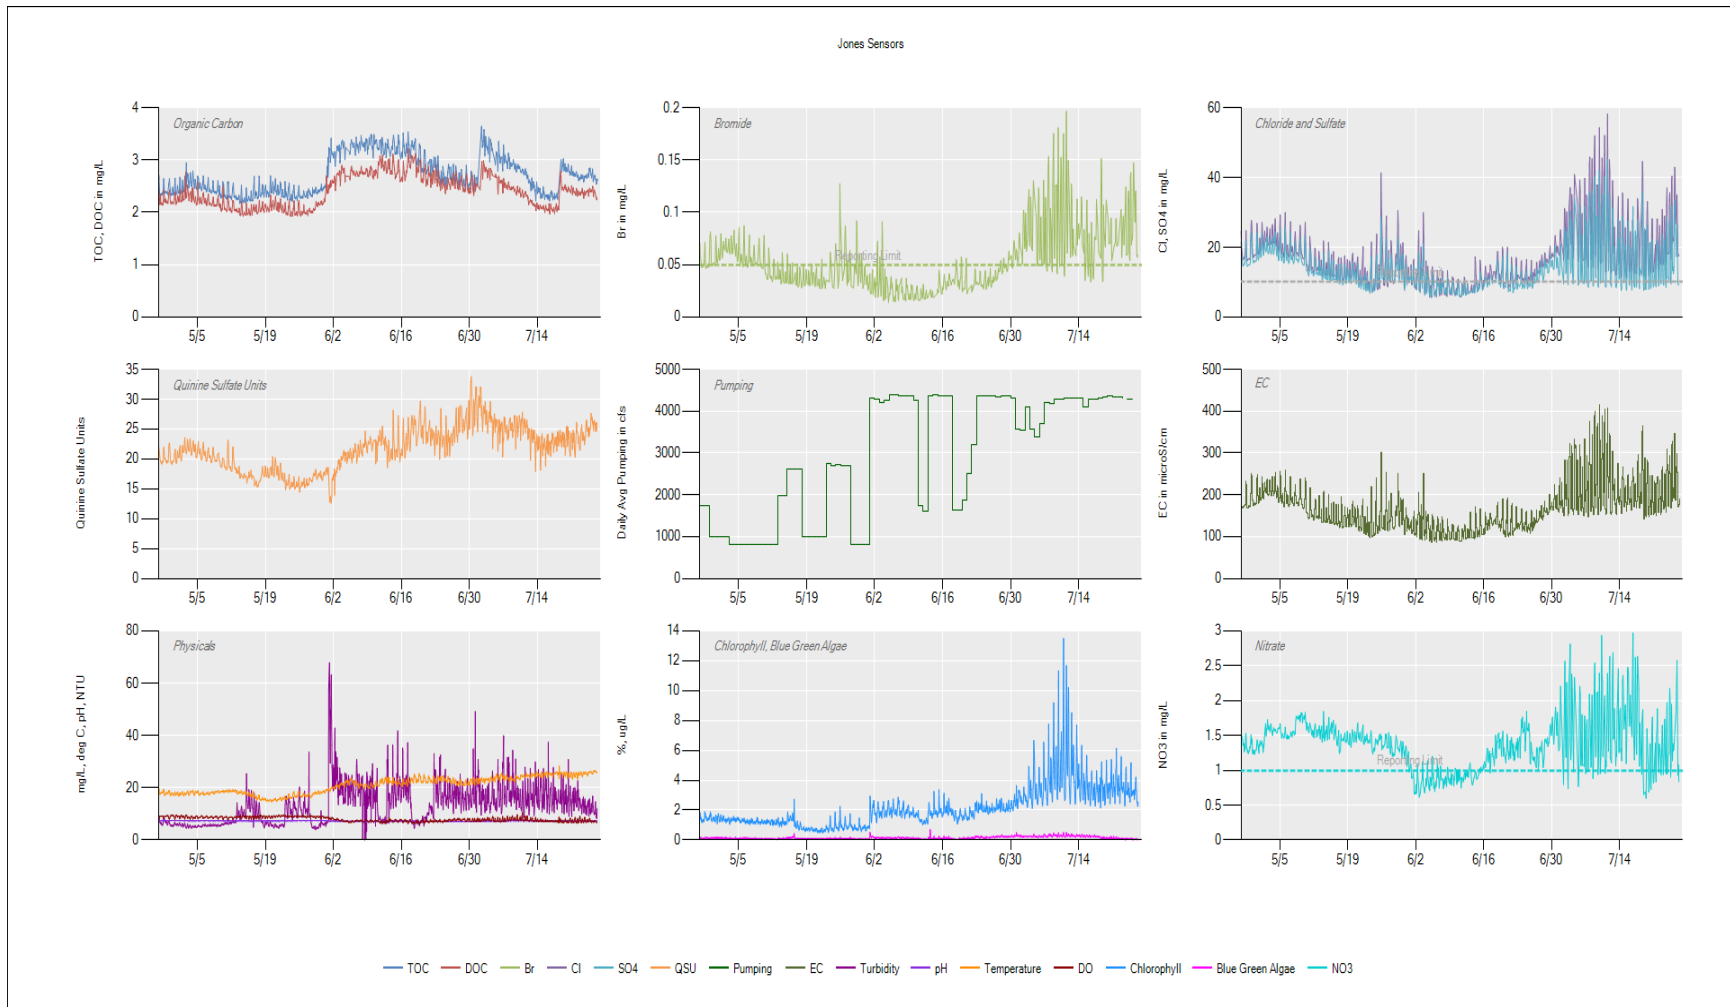 Jones Sensors
Organic Carbon
TOC, DOC in mg/L
4
3
2
1
0
5/5 5/19 6/2 6/16 6/30 7/14
Bromide
Br in mg/L
0.2
0.15
0.1
0.05
0
Reporting Limit
5/5 5/19 6/2 6/16 6/30 7/14
Chloride and Sulfate
Cl, SO4 in mg/L
60
40
20
0
5/5 5/19 6/2 6/16 6/30 7/14
Quinine Sulfate Units
Quinine Sulfate Units
35
30
25
20
15
10
5
0
5/5 5/19 6/2 6/16 6/30 7/14
Pumping
Daily Avg Pumping in cfs
5000
4000
3000
2000
1000
0
5/5 5/19 6/2 6/16 6/30 7/14
EC
EC in microS/cm
500
400
300
200
100
0
5/5 5/19 6/2 6/16 6/30 7/14
Physicals
mg/L, deg C, pH, NTU
80
60
40
20
0
5/5 5/19 6/2 6/16 6/30 7/14
Chlorophyll, Blue Green Algae
%, ug/L
14
12
10
8
6
4
2
0
5/5 5/19 6/2 6/16 6/30 7/14
Nitrate
NO3 in mg/L
3
2.5
2
1.5
1
0.5
0
Reporting Limit
5/5 5/19 6/2 6/16 6/30 7/14
TOC DOC Br Cl SO4 QSU Pumping EC Turbidity pH Temperature DO Chlorophyll Blue Green Algae NO3